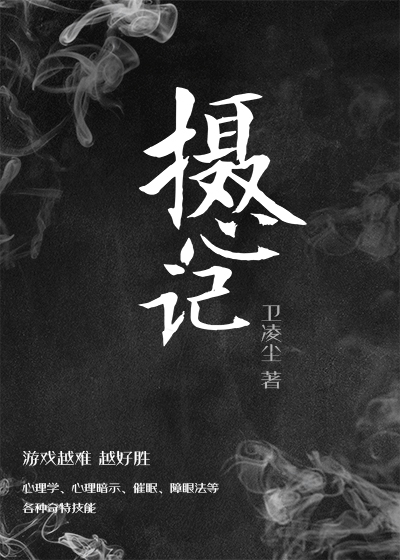 摄心记
卫凌尘 著
游戏越难 越好胜
心理学、心理暗示、催眠、障眼法等
各种奇特技能